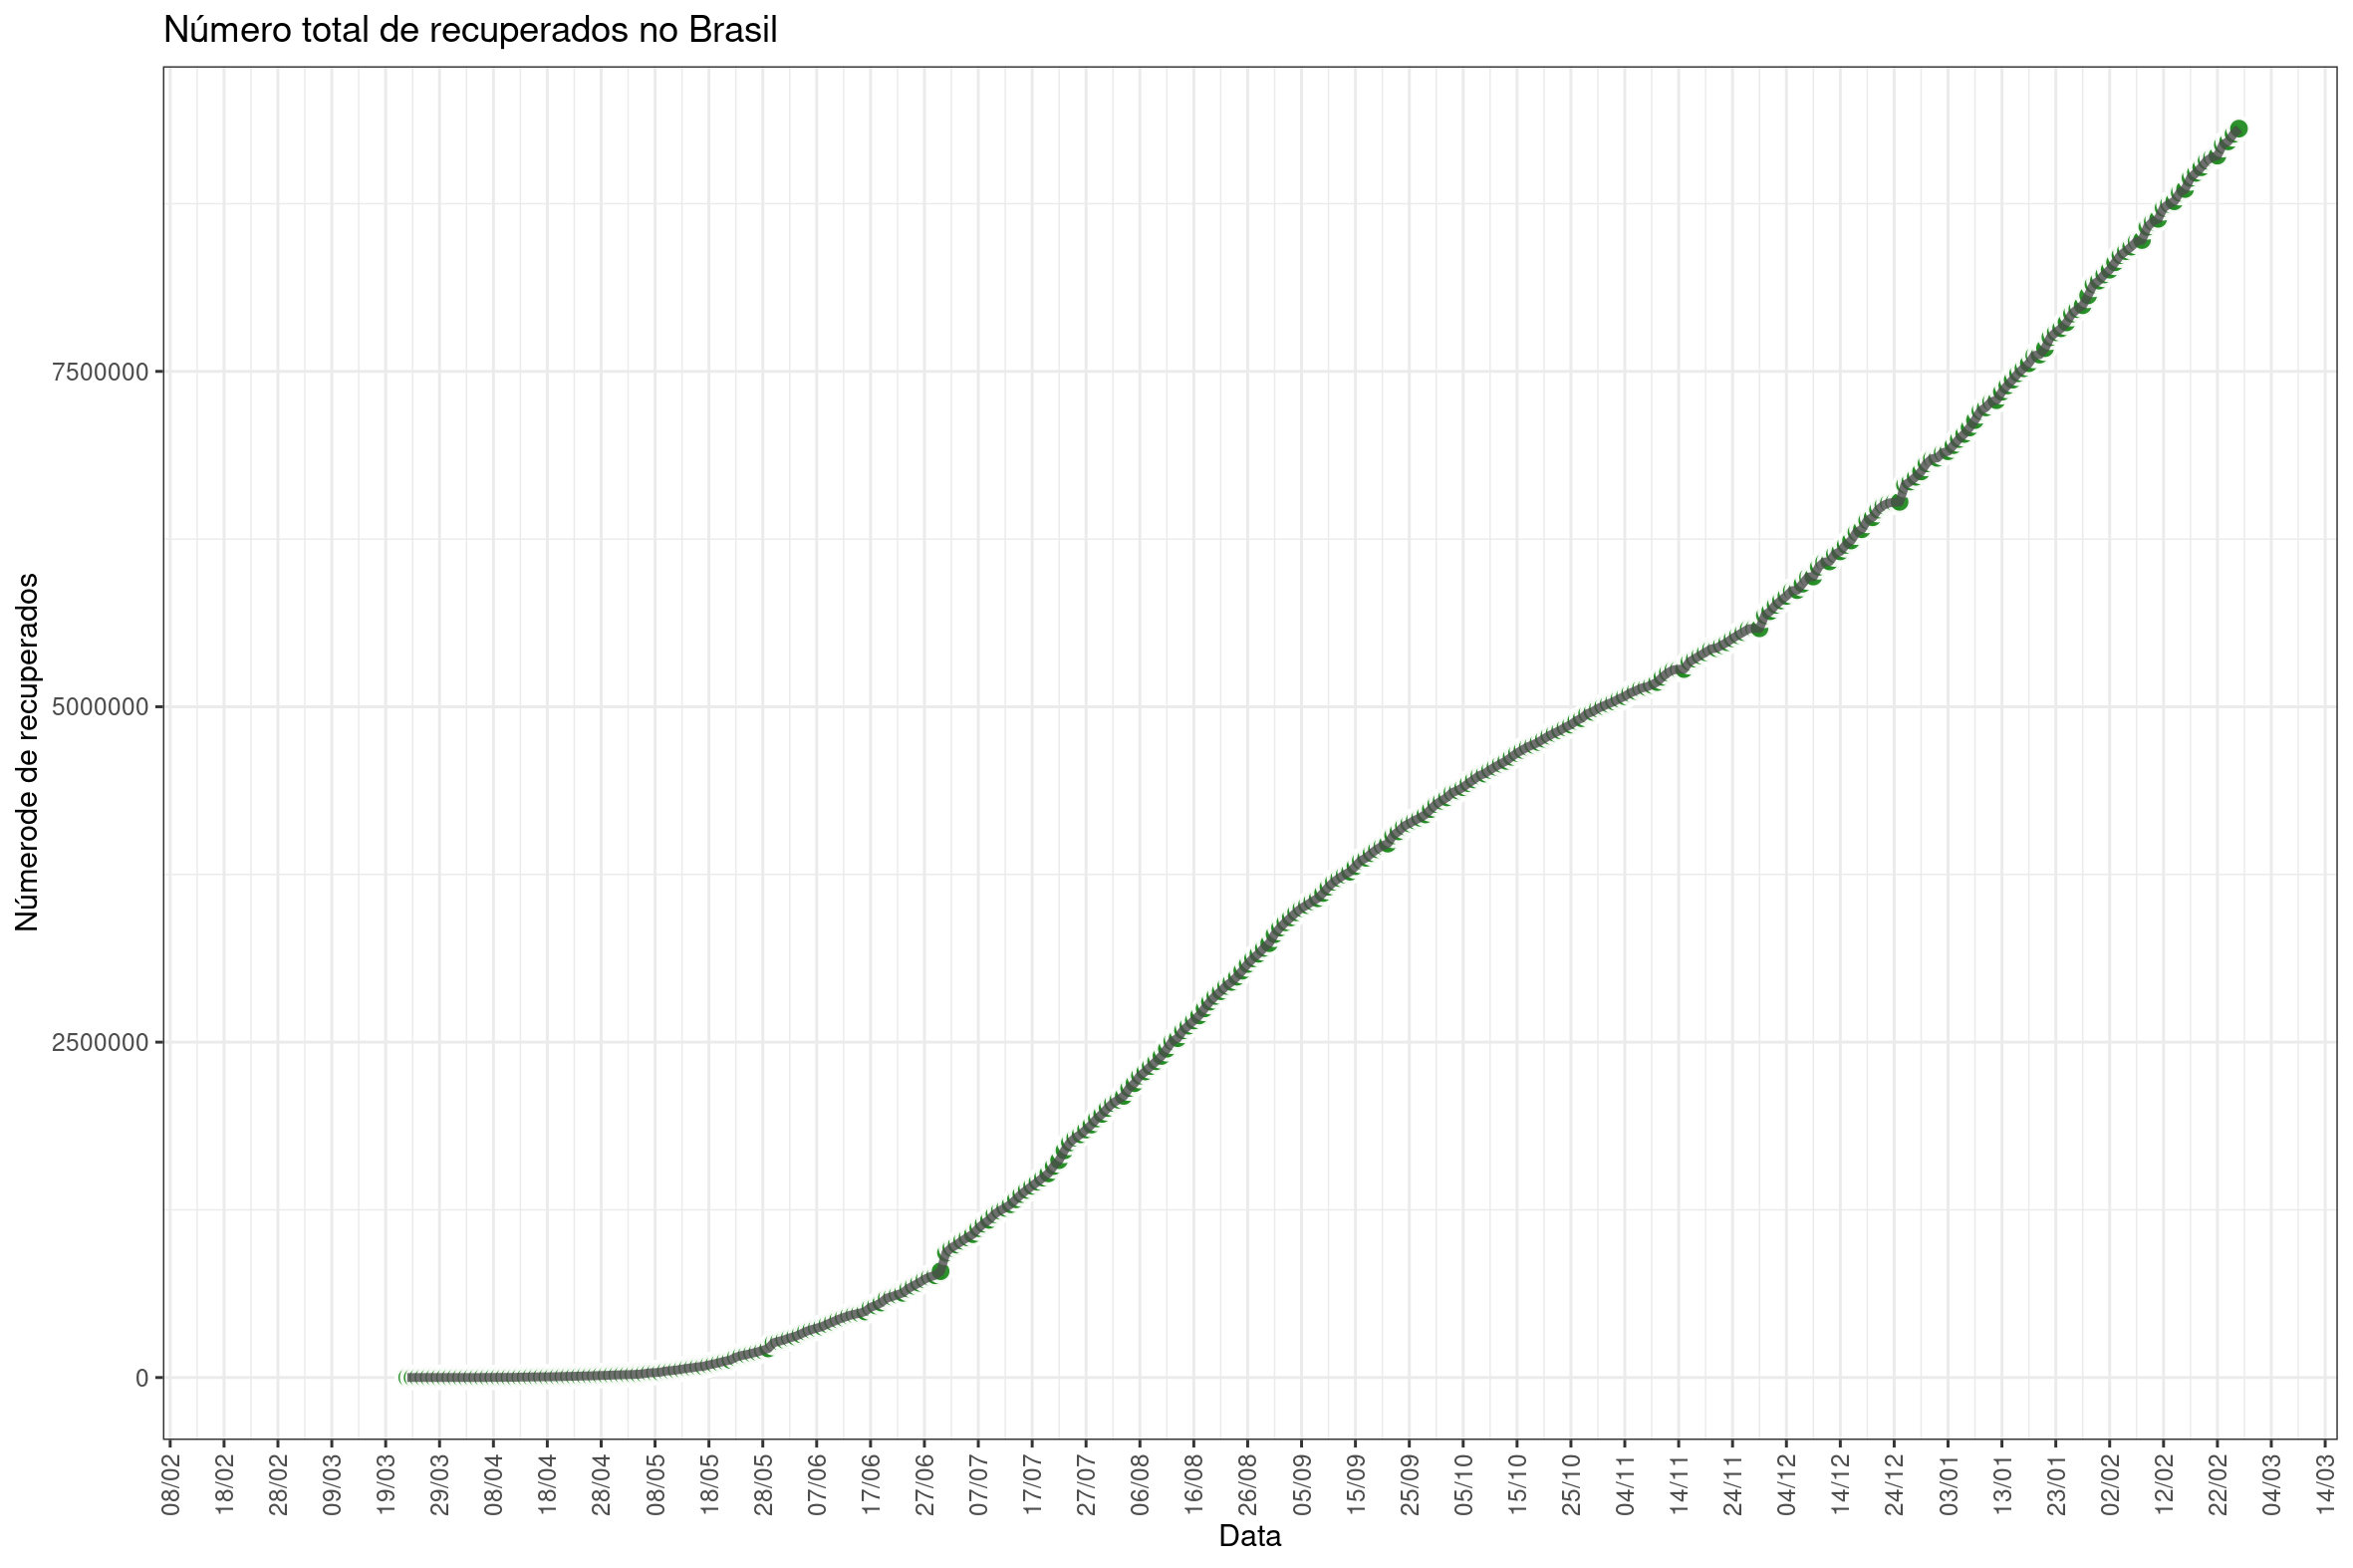 Número total de recuperados no Brasil
Númerode de recuperados
7500000
5000000
2500000
0
08/02 18/02 28/02 09/03 19/03 29/03 08/04 18/04 28/04 08/05 18/05 28/05 07/06 17/06 27/06 07/07 17/07 27/07 06/08 16/08 26/08 05/09 15/09 25/09 05/10 15/10 25/10 04/11 14/11 24/11 04/12 14/12 24/12 03/01 13/01 23/01 02/02 12/02 22/02 04/03 14/03
Data